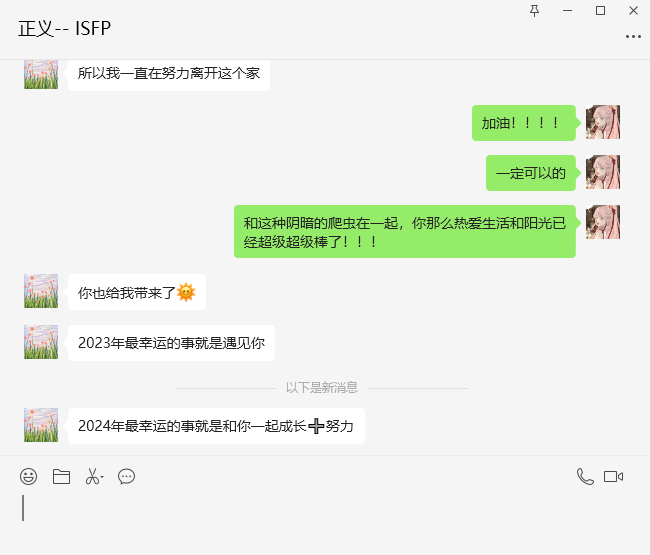 正义-- ISFP
所以我一直在努力离开这个家
加油！！！！
一定可以的
和这种阴暗的爬虫在一起，你那么热爱生活和阳光已
经超级超级棒了！！！
你也给我带来了🌞
2023年最幸运的事就是遇见你
以下是新消息
2024年最幸运的事就是和你一起成长➕努力